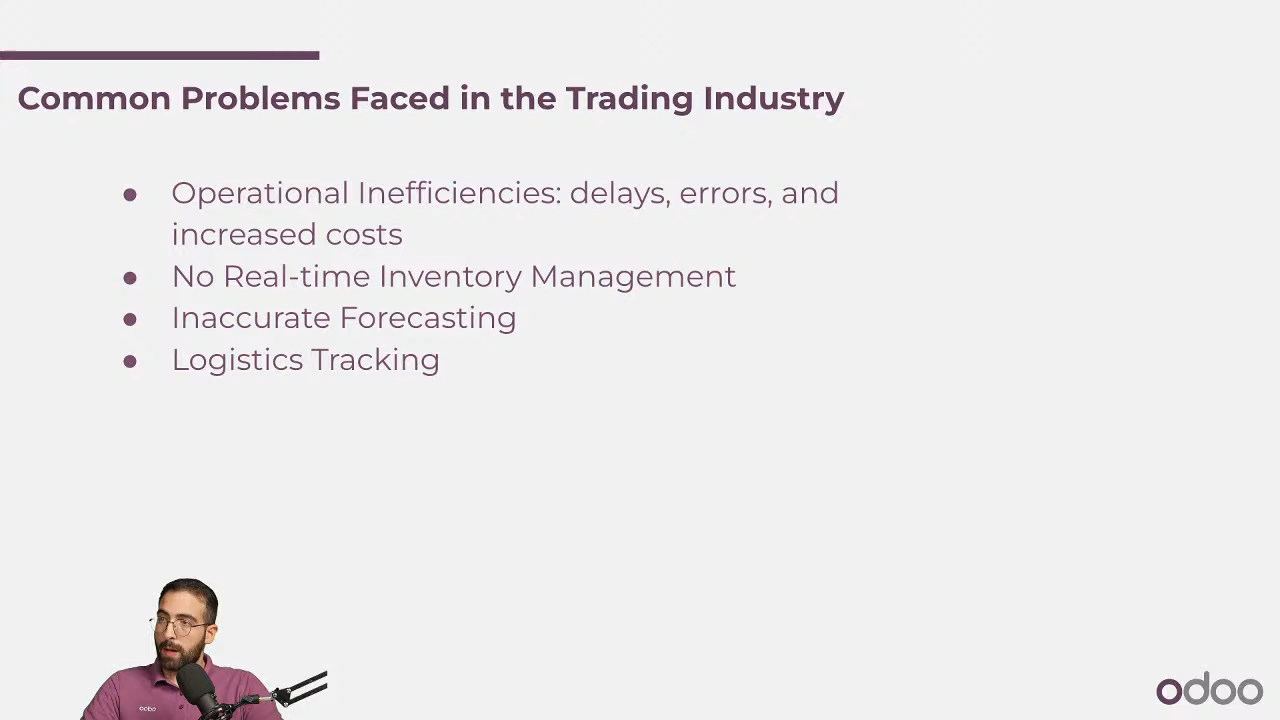 Common Problems Faced in the Trading Industry
● Operational Inefficiencies: delays, errors, and
increased costs
● No Real-time Inventory Management
● Inaccurate Forecasting
● Logistics Tracking
odoo
odoo